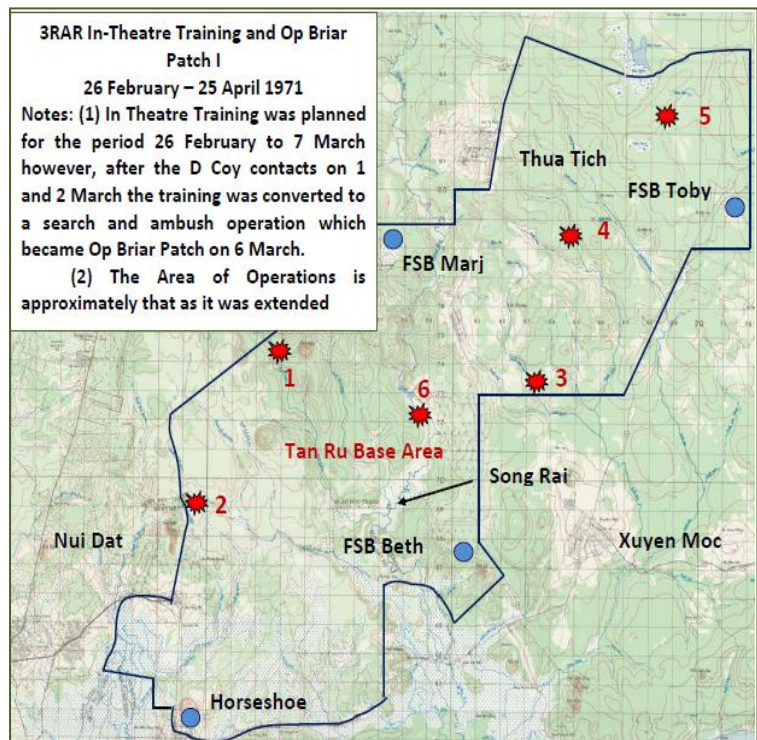 3RAR In-Theatre Training and Op Briar
Patch I
26 February – 25 April 1971
Notes: (1) In Theatre Training was planned
for the period 26 February to 7 March
however, after the D Coy contacts on 1
and 2 March the training was converted to
a search and ambush operation which
became Op Briar Patch on 6 March.
(2) The Area of Operations is
approximately that as it was extended
5
Thua Tich
FSB Toby
4
FSB Marj
1
3
6
Tan Ru Base Area
Song Rai
2
Nui Dat
FSB Beth
Xuyen Moc
Horseshoe